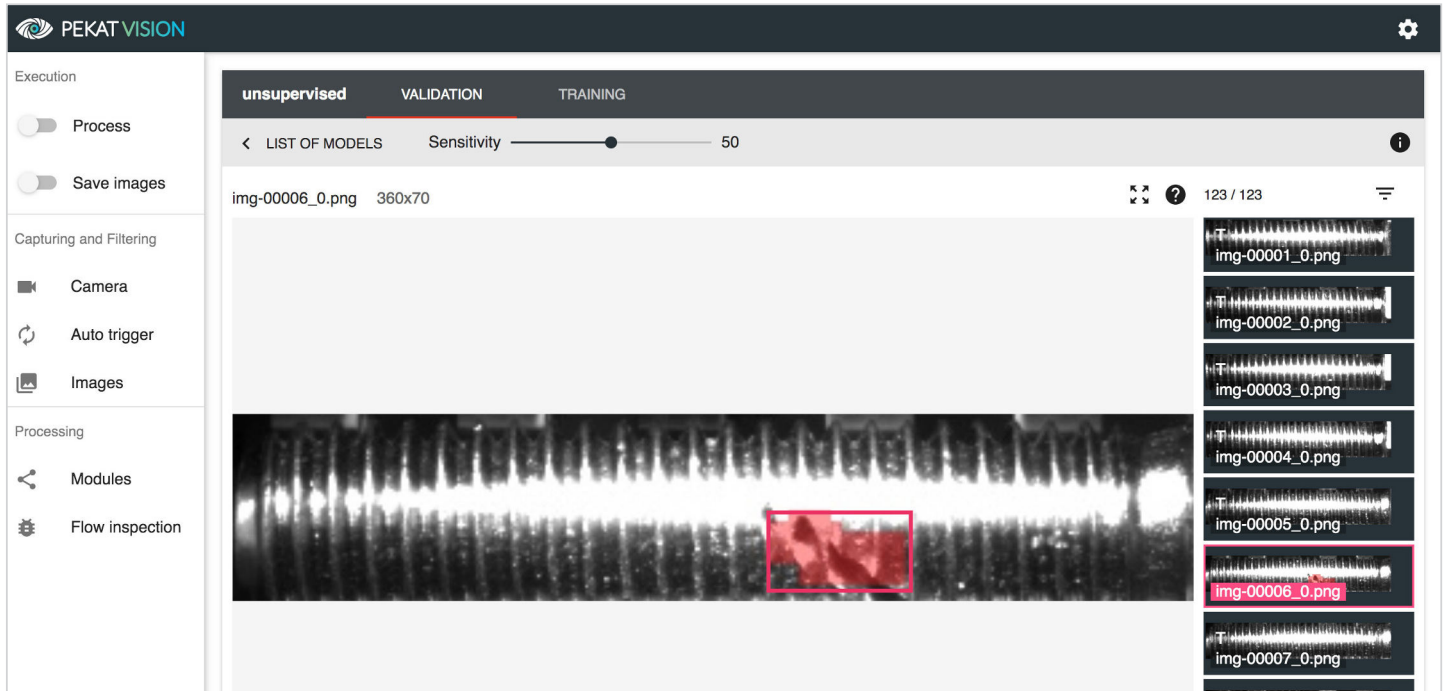 PEKAT VISION
Execution
Process
Save images
Capturing and Filtering
Camera
Auto trigger
Images
Processing
Modules
Flow inspection
unsupervised VALIDATION TRAINING
LIST OF MODELS Sensitivity 50
img-00006_0.png 360x70
123 / 123
T
img-00001_0.png
T
img-00002_0.png
T
img-00003_0.png
T
img-00004_0.png
T
img-00005_0.png
img-00006_0.png
T
img-00007_0.png